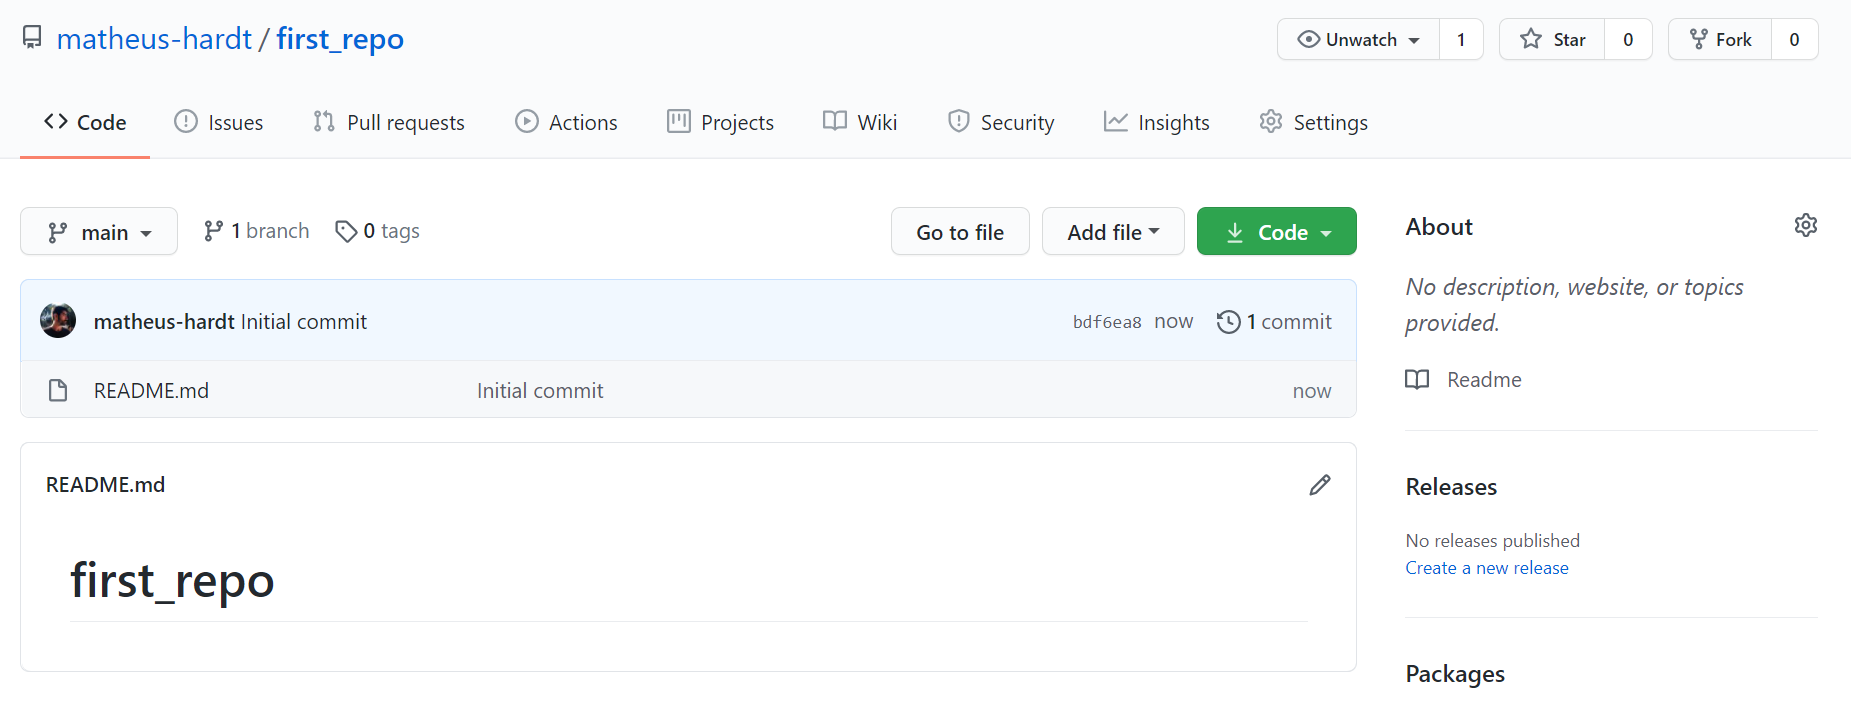 matheus-hardt / first_repo
Unwatch 1 Star 0 Fork 0
Code Issues Pull requests Actions Projects Wiki Security Insights Settings
main 1 branch 0 tags Go to file Add file Code
matheus-hardt Initial commit bdf6ea8 now 1 commit
README.md Initial commit now
README.md
first_repo
About
No description, website, or topics
provided.
Readme
Releases
No releases published
Create a new release
Packages